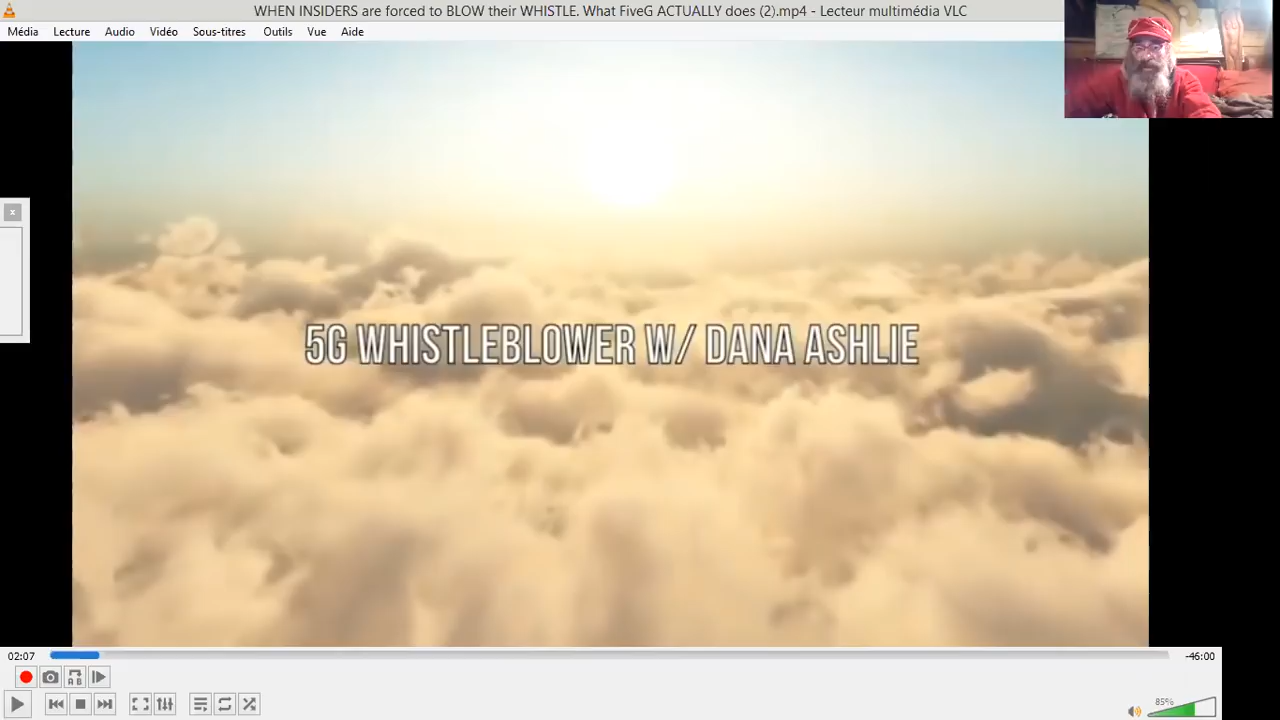 WHEN INSIDERS are forced to BLOW their WHISTLE. What FiveG ACTUALLY does (2).mp4 - Lecteur multimédia VLC
Média Lecture Audio Vidéo Sous-titres Outils Vue Aide
x
5G WHISTLEBLOWER W/ DANA ASHLIE
02:07 -46:00
A B
85%